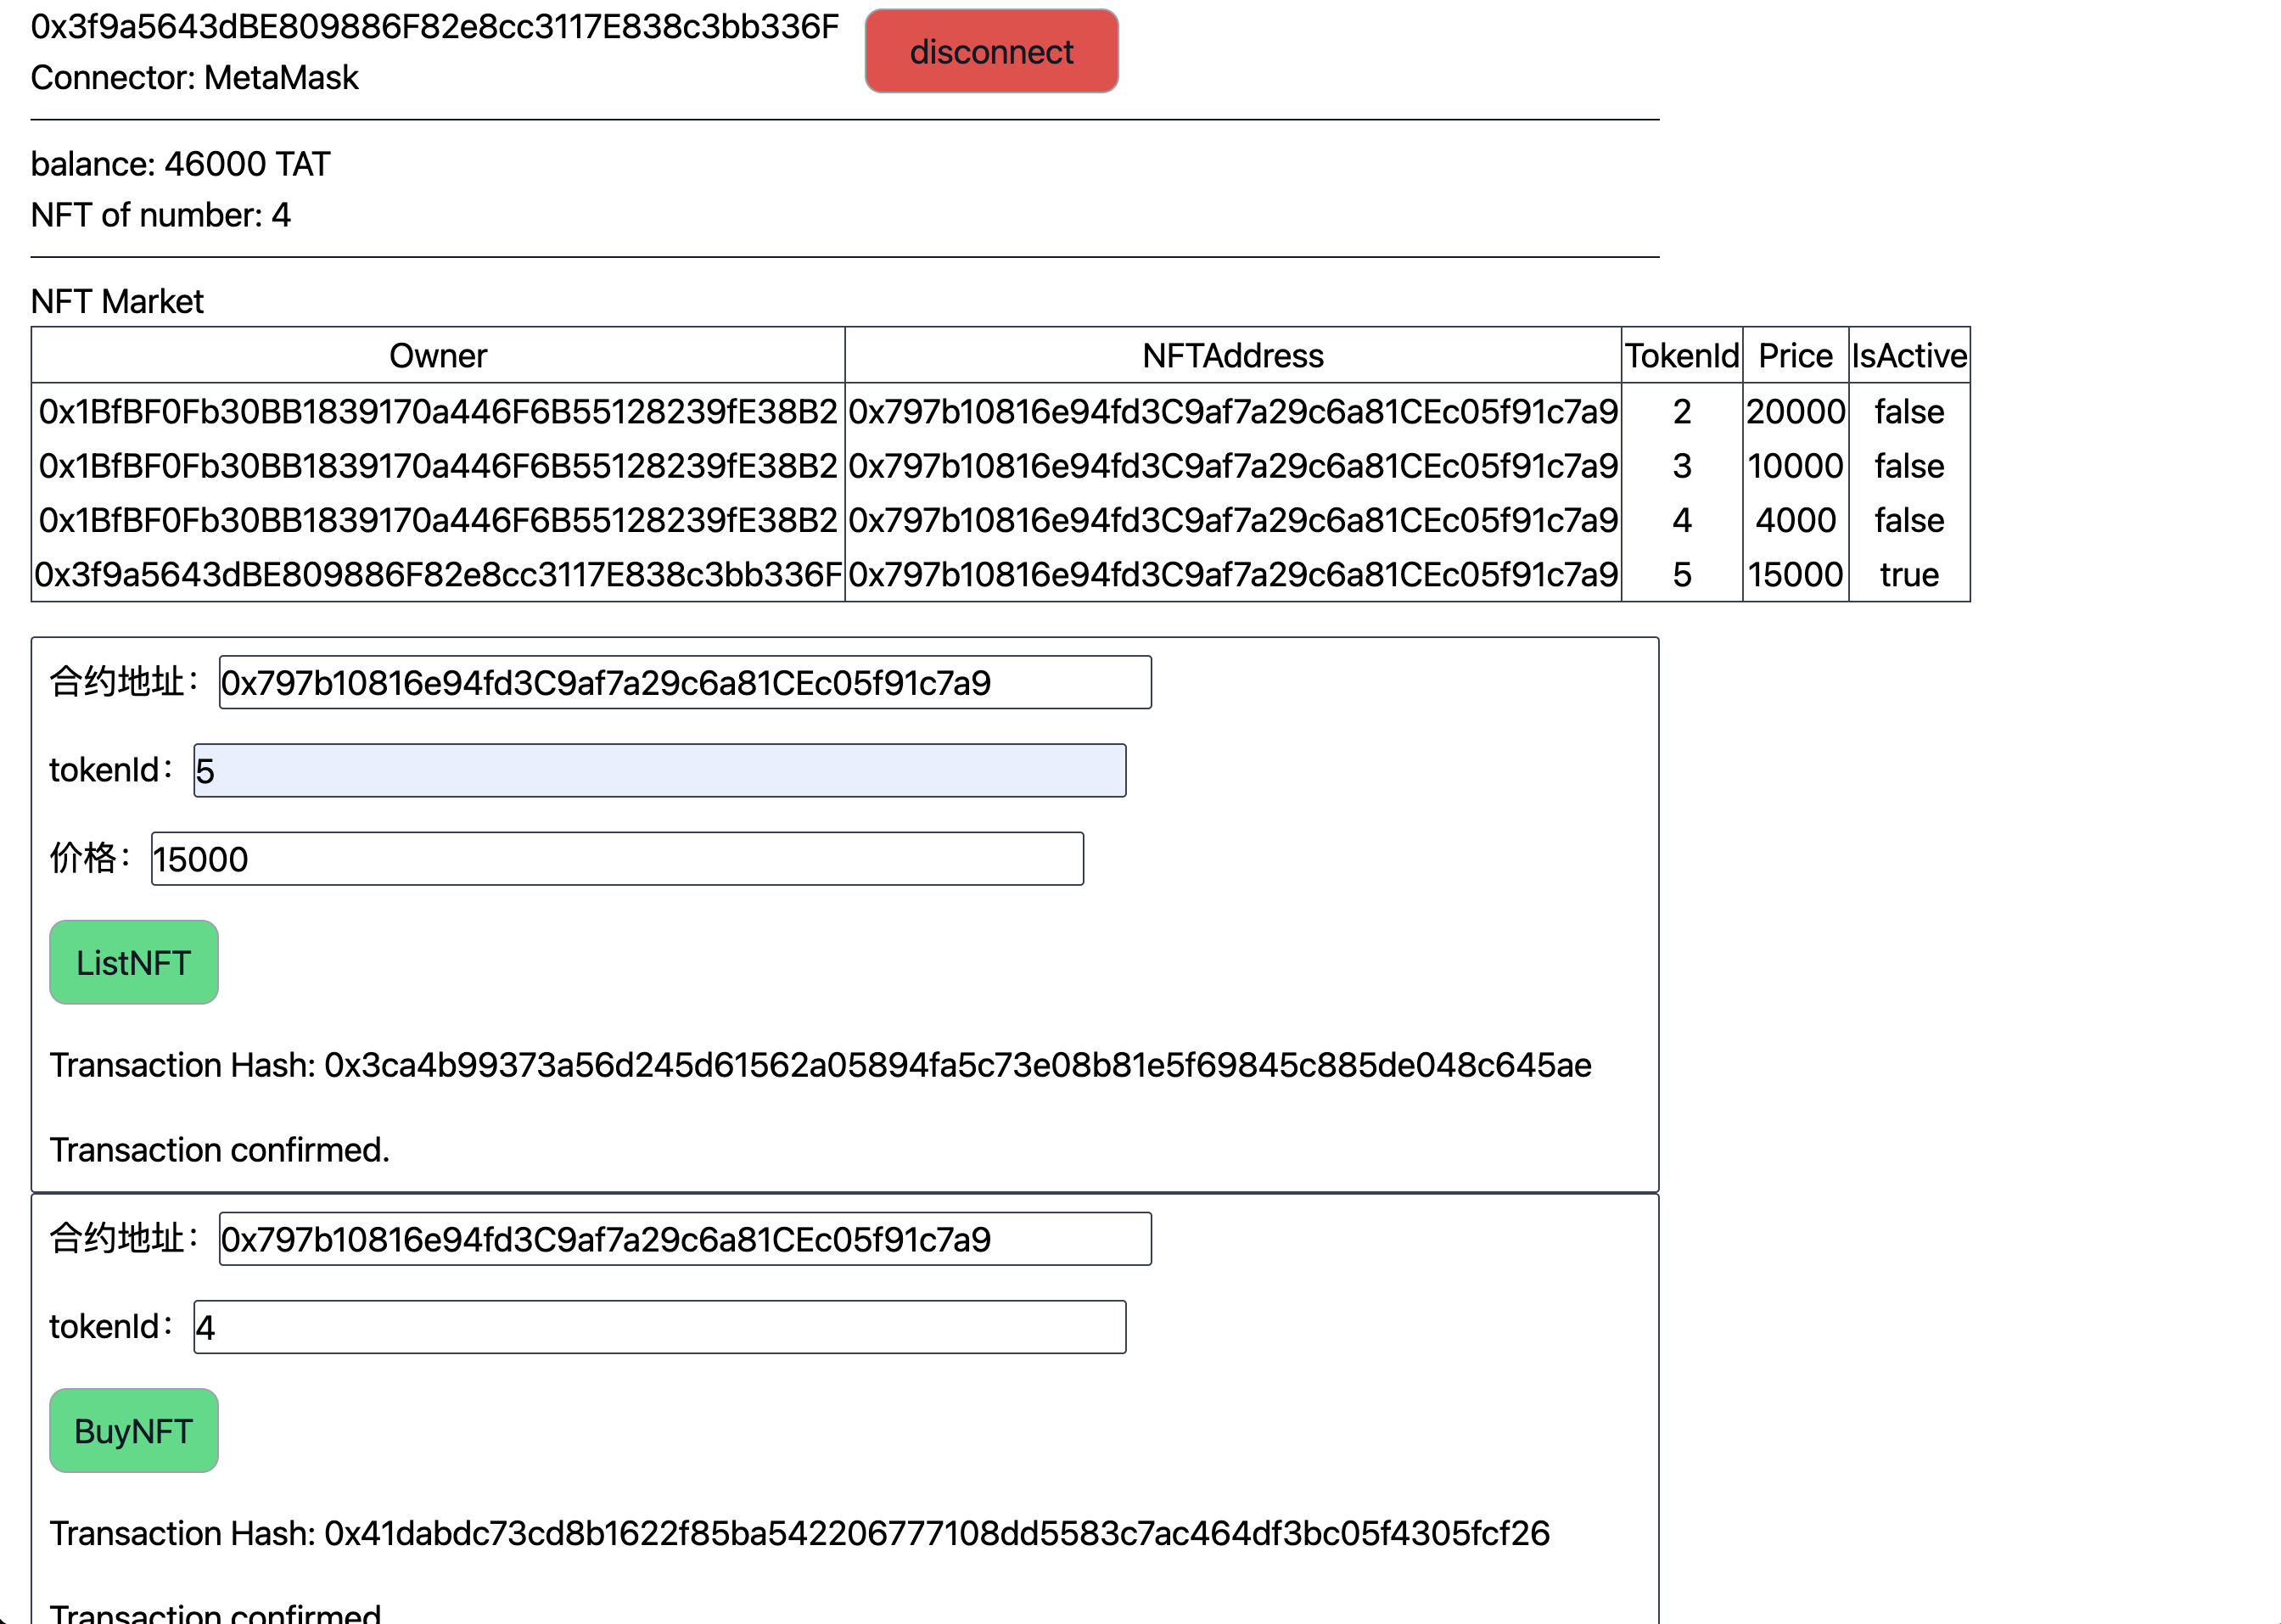 0x3f9a5643dBE809886F82e8cc3117E838c3bb336F disconnect
Connector: MetaMask
balance: 46000 TAT
NFT of number: 4
NFT Market
Owner NFTAddress TokenId Price IsActive
0x1BfBF0Fb30BB1839170a446F6B55128239fE38B2 0x797b10816e94fd3C9af7a29c6a81CEc05f91c7a9 2 20000 false
0x1BfBF0Fb30BB1839170a446F6B55128239fE38B2 0x797b10816e94fd3C9af7a29c6a81CEc05f91c7a9 3 10000 false
0x1BfBF0Fb30BB1839170a446F6B55128239fE38B2 0x797b10816e94fd3C9af7a29c6a81CEc05f91c7a9 4 4000 false
0x3f9a5643dBE809886F82e8cc3117E838c3bb336F 0x797b10816e94fd3C9af7a29c6a81CEc05f91c7a9 5 15000 true
合约地址： 0x797b10816e94fd3C9af7a29c6a81CEc05f91c7a9
tokenId： 5
价格： 15000
ListNFT
Transaction Hash: 0x3ca4b99373a56d245d61562a05894fa5c73e08b81e5f69845c885de048c645ae
Transaction confirmed.
合约地址： 0x797b10816e94fd3C9af7a29c6a81CEc05f91c7a9
tokenId： 4
BuyNFT
Transaction Hash: 0x41dabdc73cd8b1622f85ba542206777108dd5583c7ac464df3bc05f4305fcf26
Transaction confirmed.